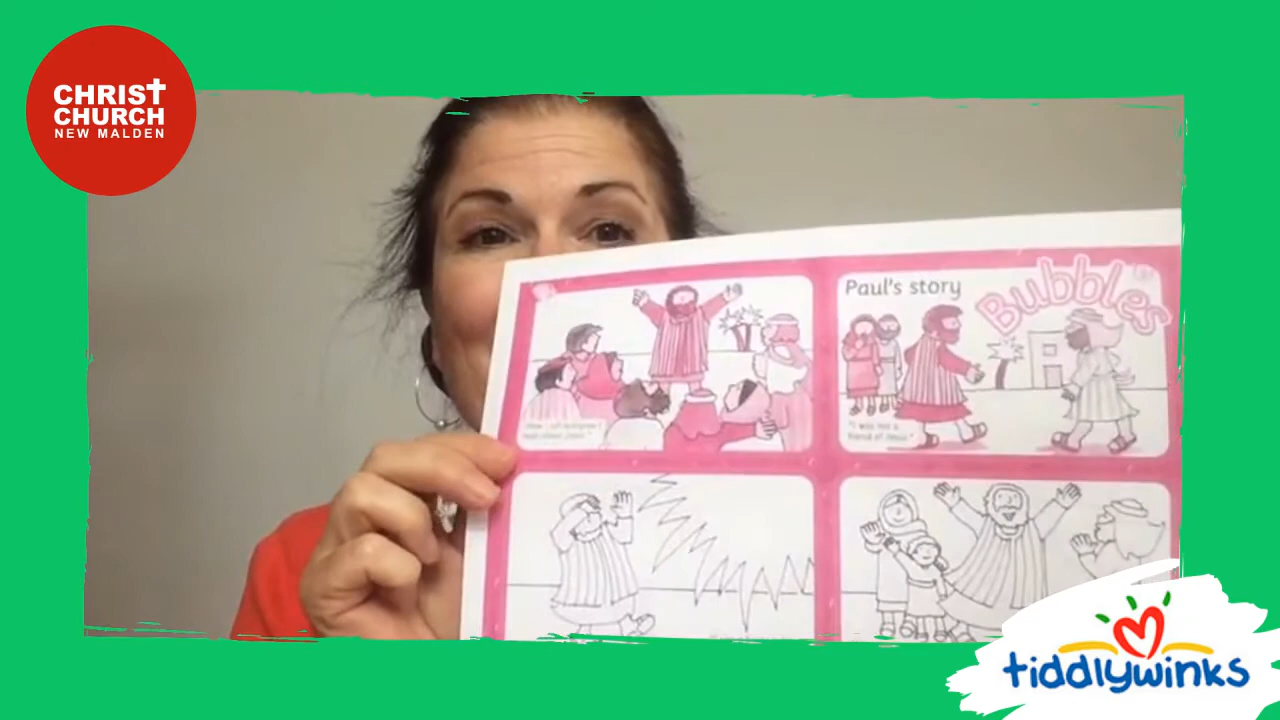 CHRIST
CHURCH
NEW MALDEN
Paul's story
Bubbles
"I was not a
friend of Jesus"
tiddlywinks